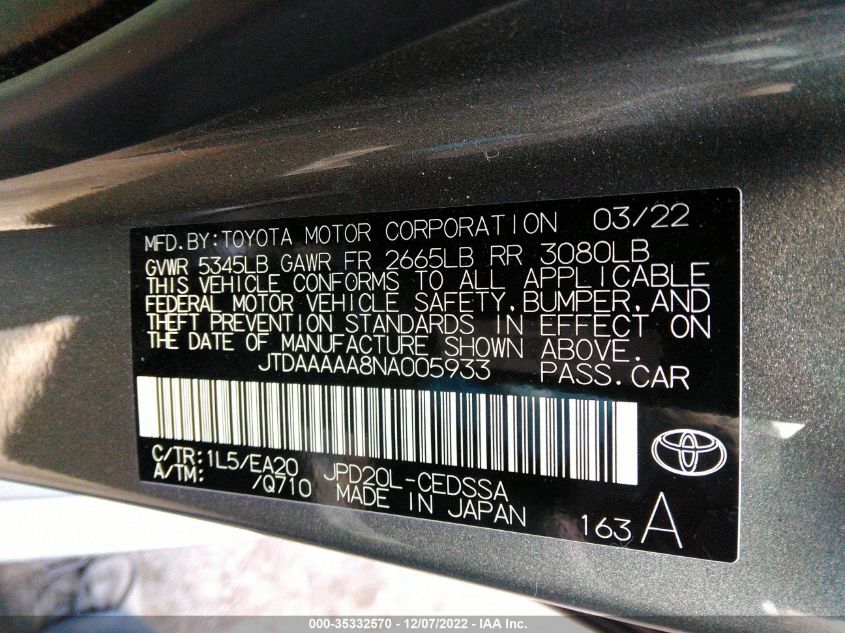 MFD.BY:TOYOTA MOTOR CORPORATION 03/22
GVWR 5345LB GAWR FR 2665LB RR 3080LB
THIS VEHICLE CONFORMS TO ALL APPLICABLE
FEDERAL MOTOR VEHICLE SAFETY,BUMPER,AND
THEFT PREVENTION STANDARDS IN EFFECT ON
THE DATE OF MANUFACTURE SHOWN ABOVE.
JTDAAAAA8NA005933 PASS.CAR
C/TR:1L5/EA20 JPD20L-CEDSSA
A/TM: /Q710 MADE IN JAPAN
163 A
000-35332570 - 12/07/2022 - IAA Inc.